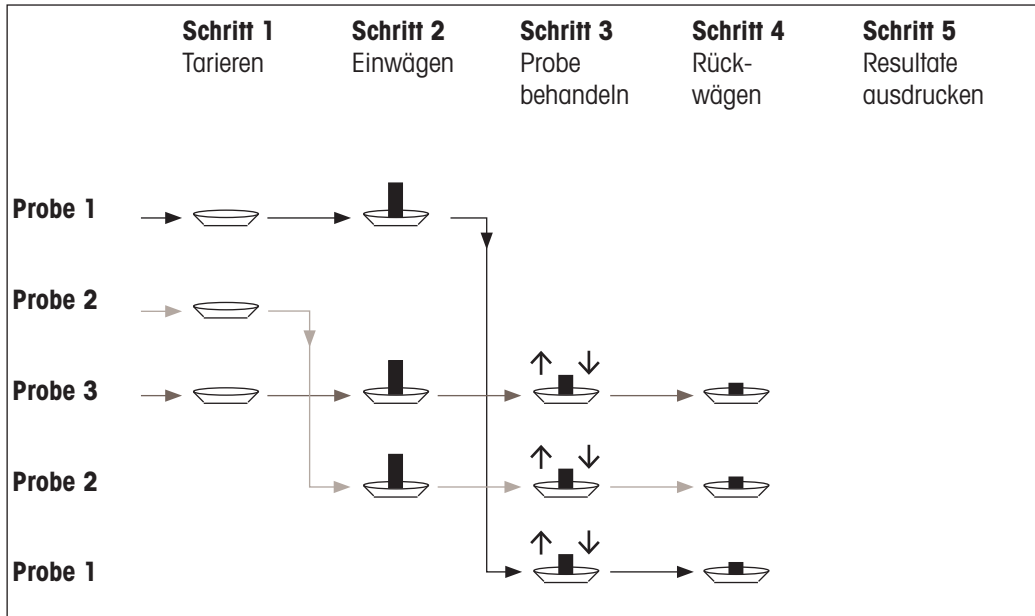 Schritt 1
Tarieren
Schritt 2
Einwägen
Schritt 3
Probe
behandeln
Schritt 4
Rück-
wägen
Schritt 5
Resultate
ausdrucken
Probe 1
Probe 2
Probe 3
Probe 2
Probe 1